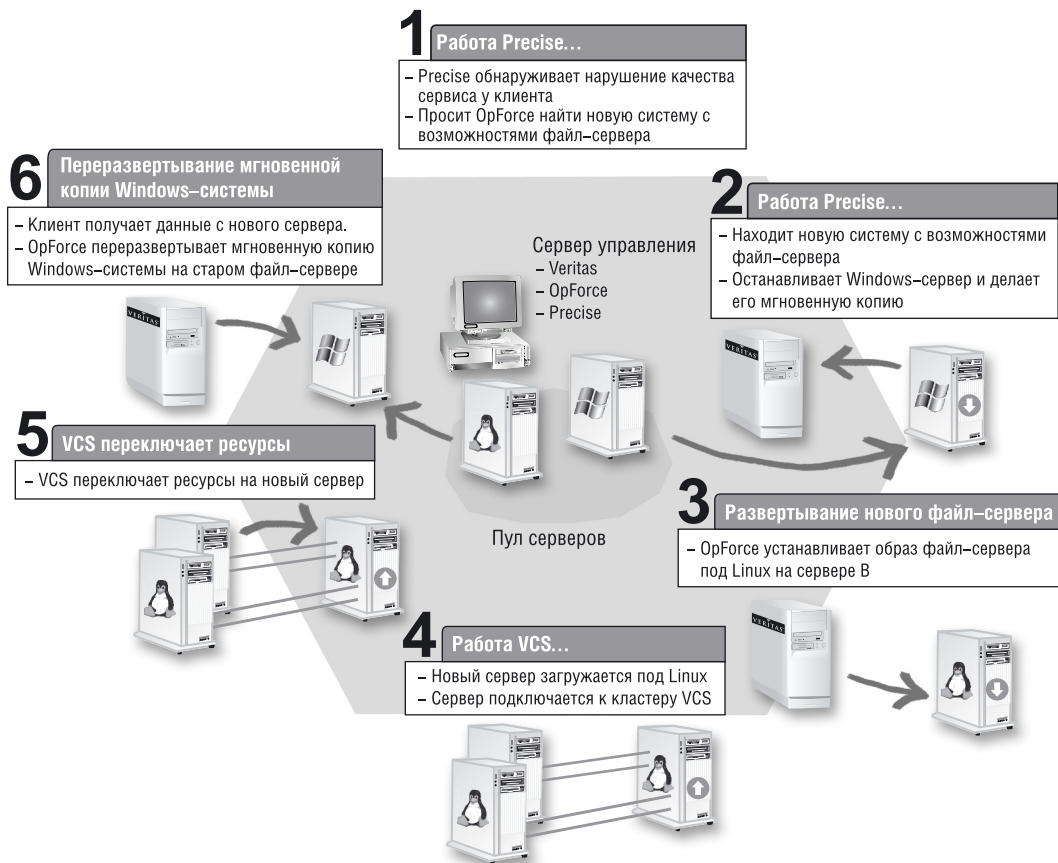 1
Работа Precise...
– Precise обнаруживает нарушение качества
сервиса у клиента
– Просит OpForce найти новую систему с
возможностями файл–сервера
6
Переразвертывание мгновенной
копии Windows–системы
– Клиент получает данные с нового сервера.
– OpForce переразвертывает мгновенную копию
Windows–системы на старом файл–сервере
2
Работа Precise...
– Находит новую систему с возможностями
файл–сервера
– Останавливает Windows–сервер и делает
его мгновенную копию
Сервер управления
– Veritas
– OpForce
– Precise
VERITAS
VERITAS
5
VCS переключает ресурсы
– VCS переключает ресурсы на новый сервер
Пул серверов
3
Развертывание нового файл–сервера
– OpForce устанавливает образ файл–сервера
под Linux на сервере B
VERITAS
4
Работа VCS...
– Новый сервер загружается под Linux
– Сервер подключается к кластеру VCS